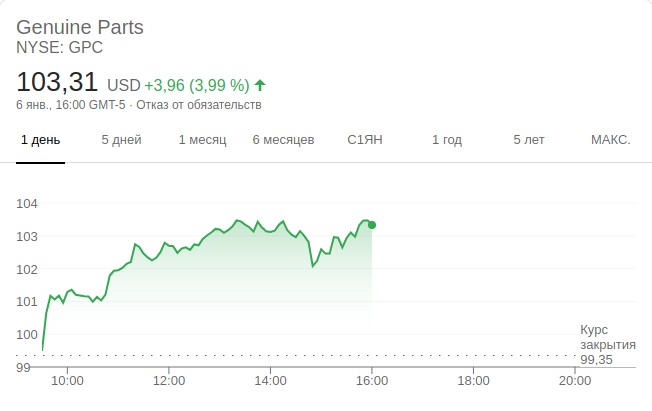 Genuine Parts
NYSE: GPC
103,31 USD +3,96 (3,99 %)
6 янв., 16:00 GMT-5 · Отказ от обязательств
1 день 5 дней 1 месяц 6 месяцев С1ЯН 1 год 5 лет МАКС.
104
103
102
101
100
99
Курс
закрытия
99,35
10:00 12:00 14:00 16:00 18:00 20:00